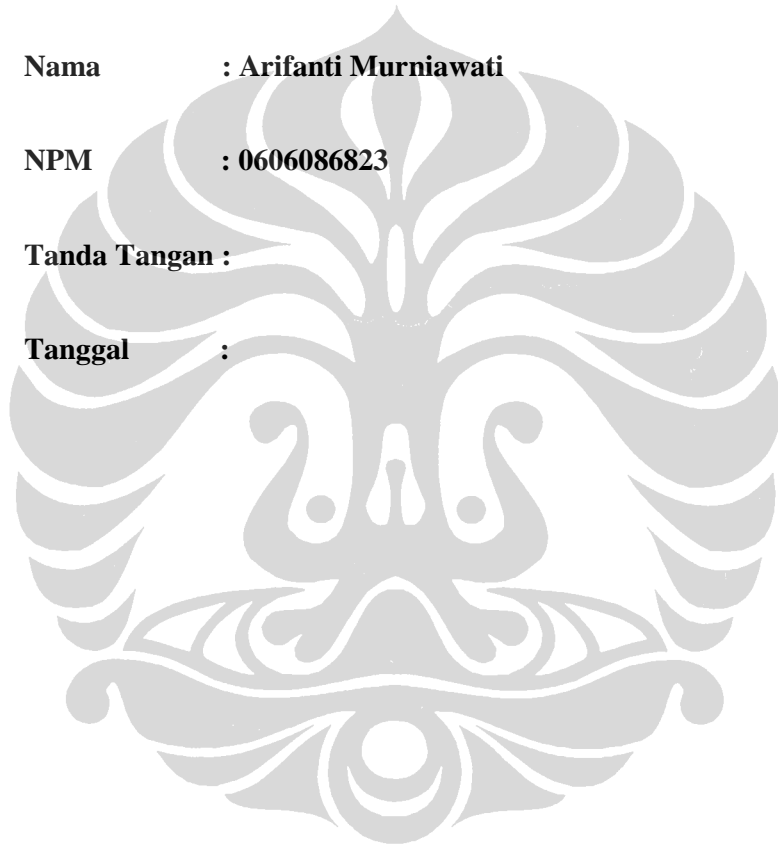 Nama : Arifanti Murniawati
NPM : 0606086823
Tanda Tangan :
Tanggal :